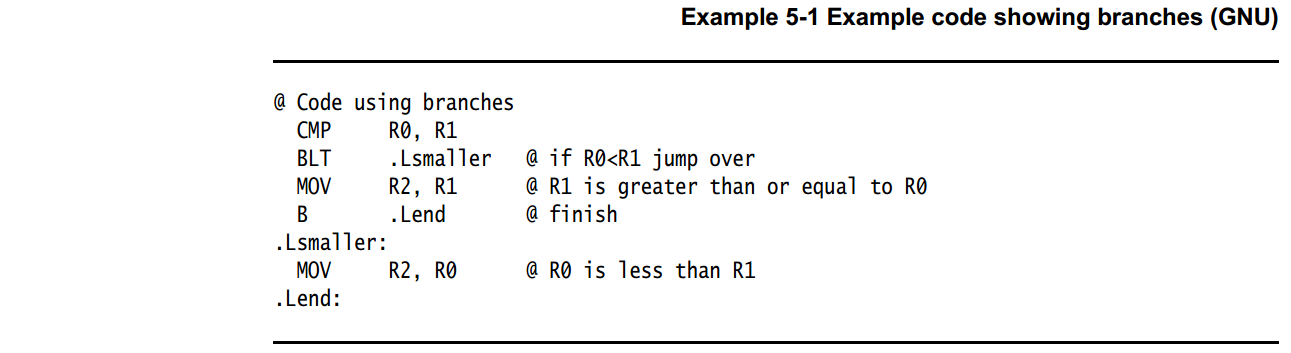 Example 5-1 Example code showing branches (GNU)
@ Code using branches
CMP R0, R1
BLT .Lsmaller @ if R0<R1 jump over
MOV R2, R1 @ R1 is greater than or equal to R0
B .Lend @ finish
.Lsmaller:
MOV R2, R0 @ R0 is less than R1
.Lend: